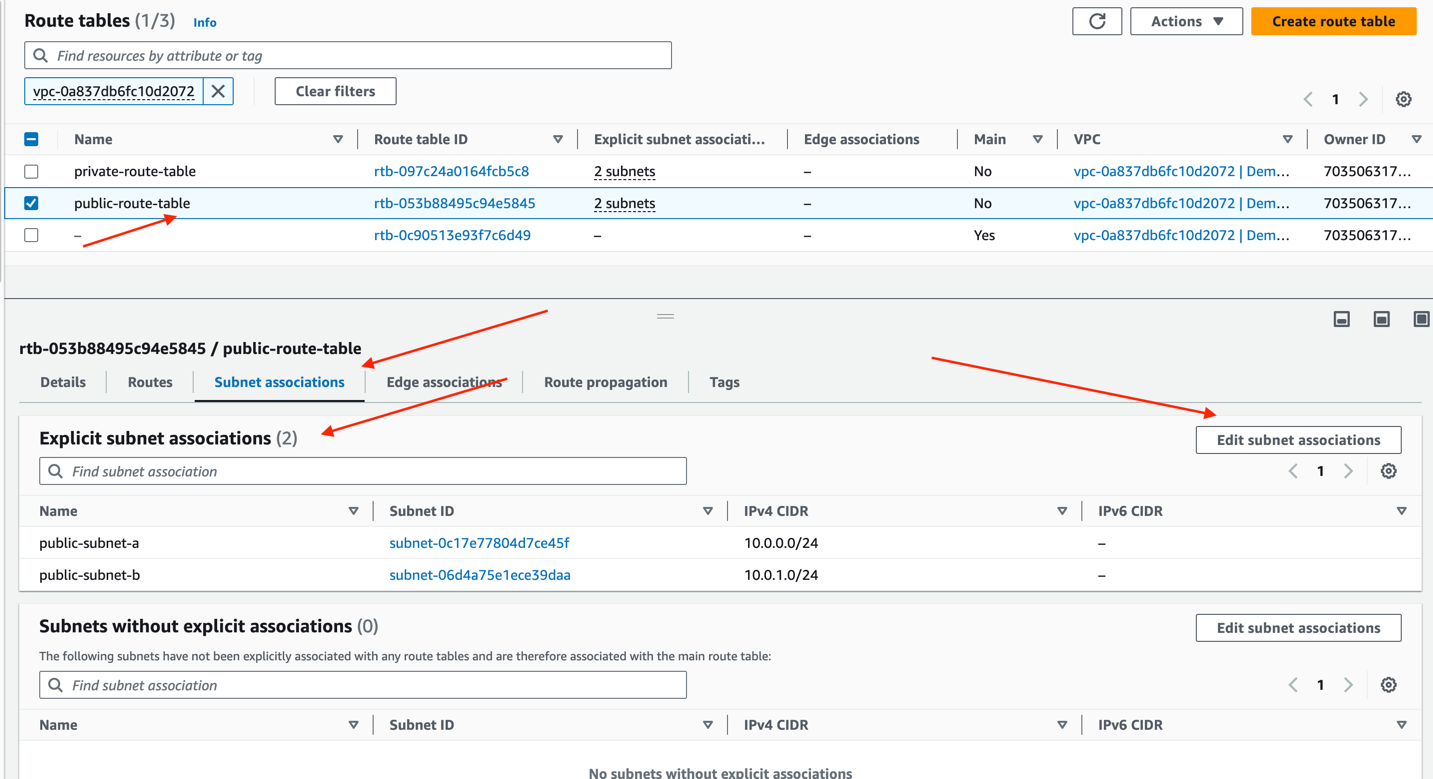 Route tables (1/3) Info
Actions ▼
Create route table
Find resources by attribute or tag
vpc-0a837db6fc10d2072
Clear filters
1
Name Route table ID Explicit subnet associati... Edge associations Main VPC Owner ID
private-route-table rtb-097c24a0164fcb5c8 2 subnets – No vpc-0a837db6fc10d2072 | Dem... 703506317...
public-route-table rtb-053b88495c94e5845 2 subnets – No vpc-0a837db6fc10d2072 | Dem... 703506317...
– rtb-0c90513e93f7c6d49 – – Yes vpc-0a837db6fc10d2072 | Dem... 703506317...
rtb-053b88495c94e5845 / public-route-table
Details Routes Subnet associations Edge associations Route propagation Tags
Explicit subnet associations (2)
Edit subnet associations
Find subnet association
1
Name Subnet ID IPv4 CIDR IPv6 CIDR
public-subnet-a subnet-0c17e77804d7ce45f 10.0.0.0/24 –
public-subnet-b subnet-06d4a75e1ece39daa 10.0.1.0/24 –
Subnets without explicit associations (0)
Edit subnet associations
The following subnets have not been explicitly associated with any route tables and are therefore associated with the main route table:
Find subnet association
1
Name Subnet ID IPv4 CIDR IPv6 CIDR
No subnets without explicit associations